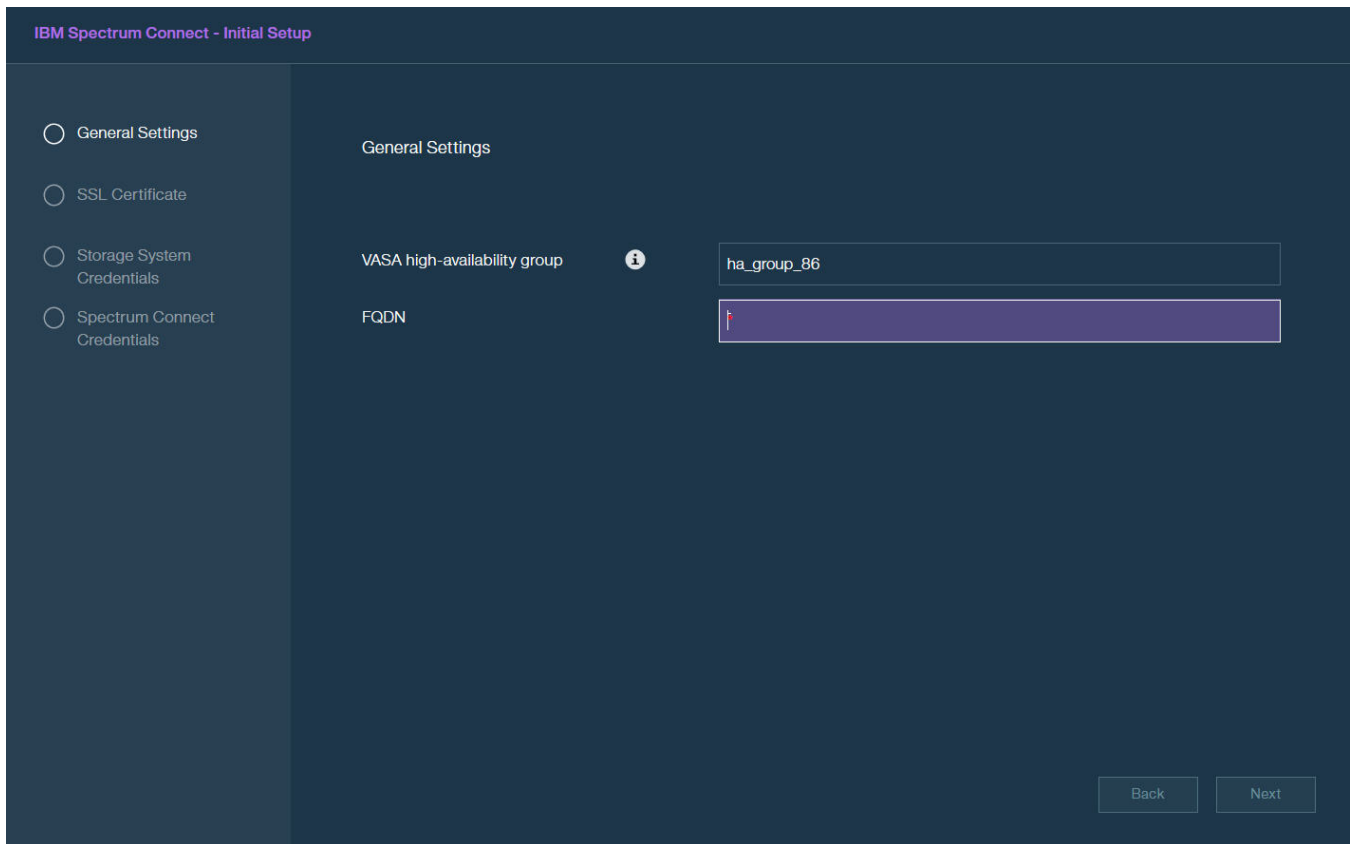 IBM Spectrum Connect - Initial Setup
General Settings
SSL Certificate
Storage System
Credentials
Spectrum Connect
Credentials
General Settings
VASA high-availability group
ha_group_86
FQDN
Back
Next